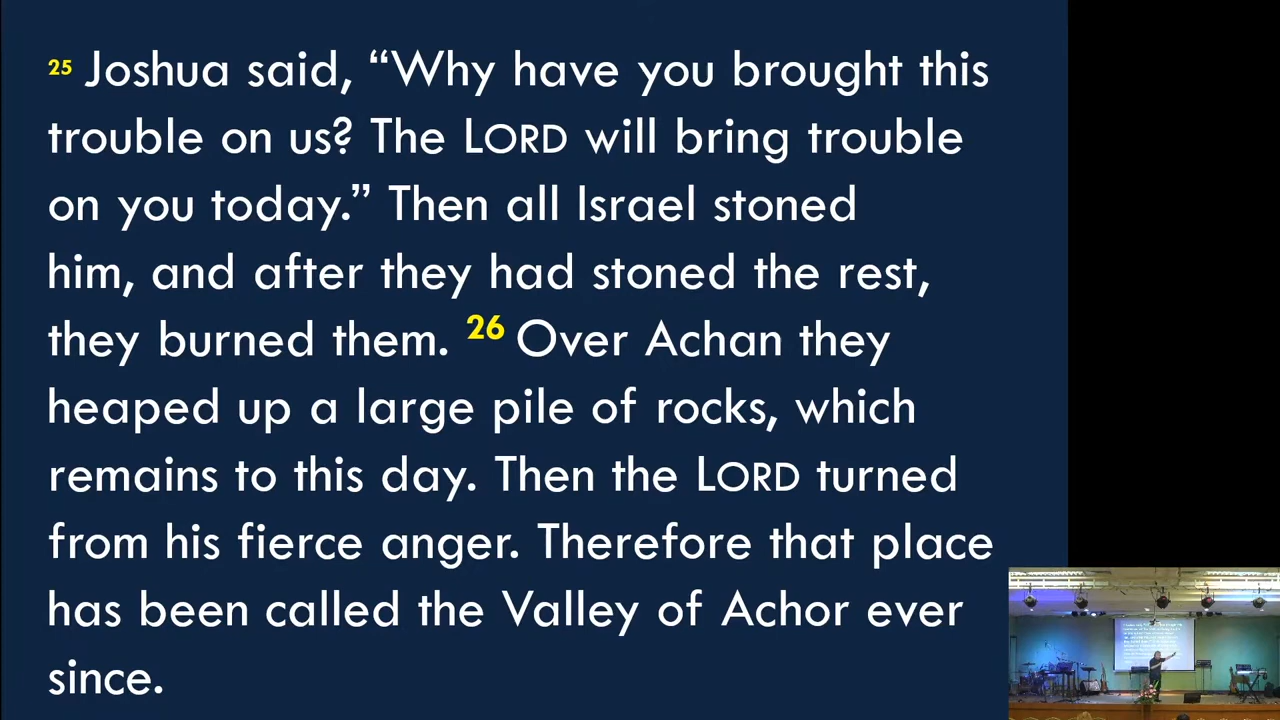 25 Joshua said, “Why have you brought this
trouble on us? The LORD will bring trouble
on you today.” Then all Israel stoned
him, and after they had stoned the rest,
they burned them. 26 Over Achan they
heaped up a large pile of rocks, which
remains to this day. Then the LORD turned
from his fierce anger. Therefore that place
has been called the Valley of Achor ever
since.